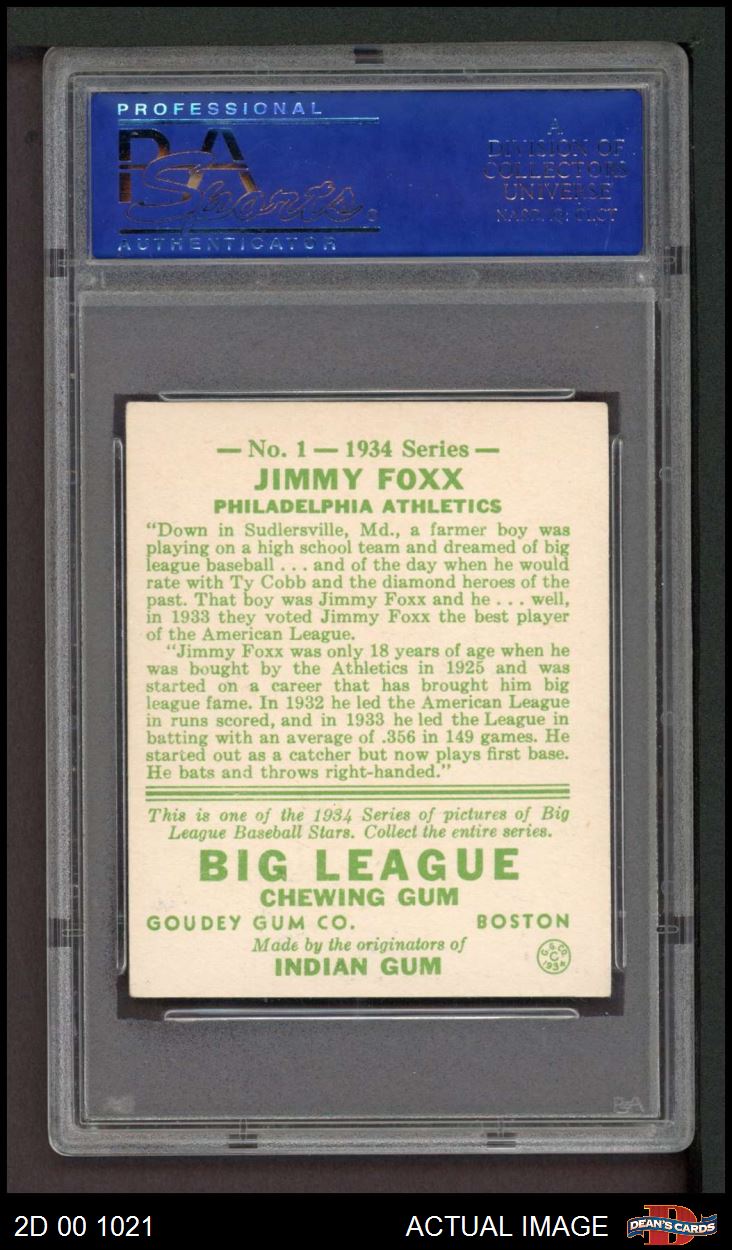 PROFESSIONAL
PSA
Sports
AUTHENTICATOR
A
DIVISION OF
COLLECTORS
UNIVERSE
NASD. Q: CLCT
— No. 1 — 1934 Series —
JIMMY FOXX
PHILADELPHIA ATHLETICS
"Down in Sudlersville, Md., a farmer boy was
playing on a high school team and dreamed of big
league baseball . . . and of the day when he would
rate with Ty Cobb and the diamond heroes of the
past. That boy was Jimmy Foxx and he . . . well,
in 1933 they voted Jimmy Foxx the best player
of the American League.
"Jimmy Foxx was only 18 years of age when he
was bought by the Athletics in 1925 and was
started on a career that has brought him big
league fame. In 1932 he led the American League
in runs scored, and in 1933 he led the League in
batting with an average of .356 in 149 games. He
started out as a catcher but now plays first base.
He bats and throws right-handed."
This is one of the 1934 Series of pictures of Big
League Baseball Stars. Collect the entire series.
BIG LEAGUE
CHEWING GUM
GOUDEY GUM CO. BOSTON
Made by the originators of
INDIAN GUM
G. G. CO.
C
1934
PSA
2D 00 1021 ACTUAL IMAGE DEAN'S CARDS